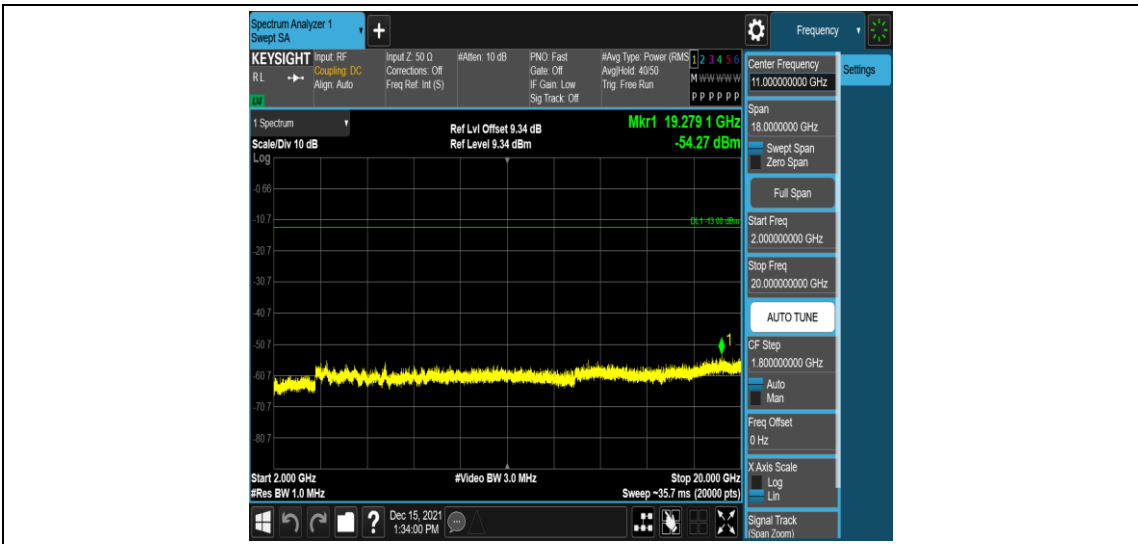 Spectrum Analyzer 1
Swept SA
+
Frequency
KEYSIGHT
RL
LXI
Input: RF
Coupling: DC
Align: Auto
Input Z: 50 Ω
Corrections: Off
Freq Ref: Int (S)
#Atten: 10 dB
PNO: Fast
Gate: Off
IF Gain: Low
Sig Track: Off
#Avg Type: Power (RMS
Avg|Hold: 40/50
Trig: Free Run
1 2 3 4 5 6
M W W W W W
P P P P P P
1 Spectrum
Scale/Div 10 dB
Log
Ref Lvl Offset 9.34 dB
Ref Level 9.34 dBm
Mkr1 19.279 1 GHz
-54.27 dBm
-0.66
-10.7
DL1 -13.00 dBm
-20.7
-30.7
-40.7
-50.7
1
-60.7
-70.7
-80.7
Start 2.000 GHz
#Res BW 1.0 MHz
#Video BW 3.0 MHz
Stop 20.000 GHz
Sweep ~35.7 ms (20000 pts)
?
Dec 15, 2021
1:34:00 PM
Center Frequency
11.000000000 GHz
Settings
Span
18.0000000 GHz
Swept Span
Zero Span
Full Span
Start Freq
2.000000000 GHz
Stop Freq
20.000000000 GHz
AUTO TUNE
CF Step
1.800000000 GHz
Auto
Man
Freq Offset
0 Hz
X Axis Scale
Log
Lin
Signal Track
(Span Zoom)